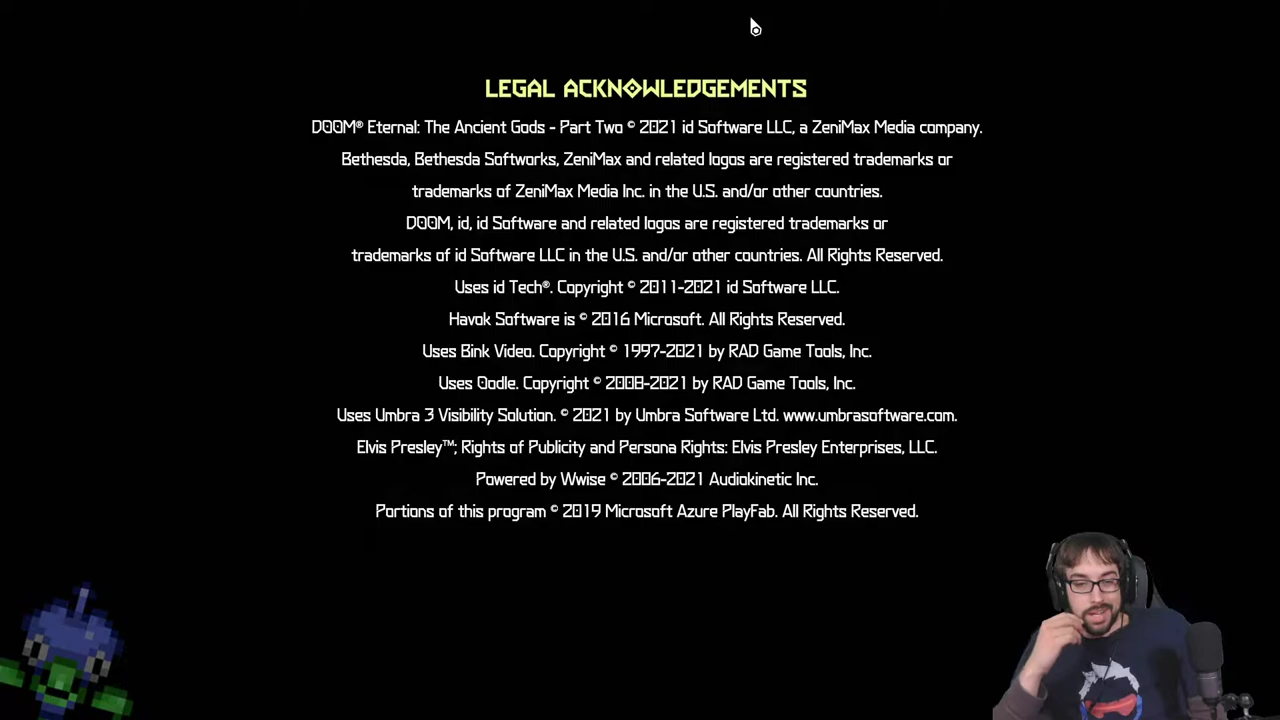 LEGAL ACKNOWLEDGEMENTS
DOOM® Eternal: The Ancient Gods - Part Two © 2021 id Software LLC, a ZeniMax Media company.
Bethesda, Bethesda Softworks, ZeniMax and related logos are registered trademarks or
trademarks of ZeniMax Media Inc. in the U.S. and/or other countries.
DOOM, id, id Software and related logos are registered trademarks or
trademarks of id Software LLC in the U.S. and/or other countries. All Rights Reserved.
Uses id Tech®. Copyright © 2011-2021 id Software LLC.
Havok Software is © 2016 Microsoft. All Rights Reserved.
Uses Bink Video. Copyright © 1997-2021 by RAD Game Tools, Inc.
Uses Oodle. Copyright © 2008-2021 by RAD Game Tools, Inc.
Uses Umbra 3 Visibility Solution. © 2021 by Umbra Software Ltd. www.umbrasoftware.com.
Elvis Presley™; Rights of Publicity and Persona Rights: Elvis Presley Enterprises, LLC.
Powered by Wwise © 2006-2021 Audiokinetic Inc.
Portions of this program © 2019 Microsoft Azure PlayFab. All Rights Reserved.